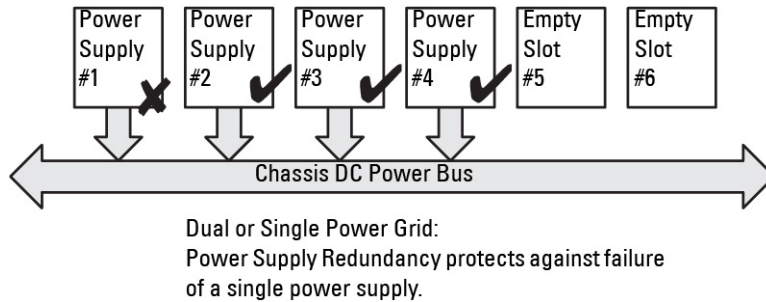 Power Supply #1
Power Supply #2
Power Supply #3
Power Supply #4
Empty Slot #5
Empty Slot #6
Chassis DC Power Bus
Dual or Single Power Grid:
Power Supply Redundancy protects against failure
of a single power supply.